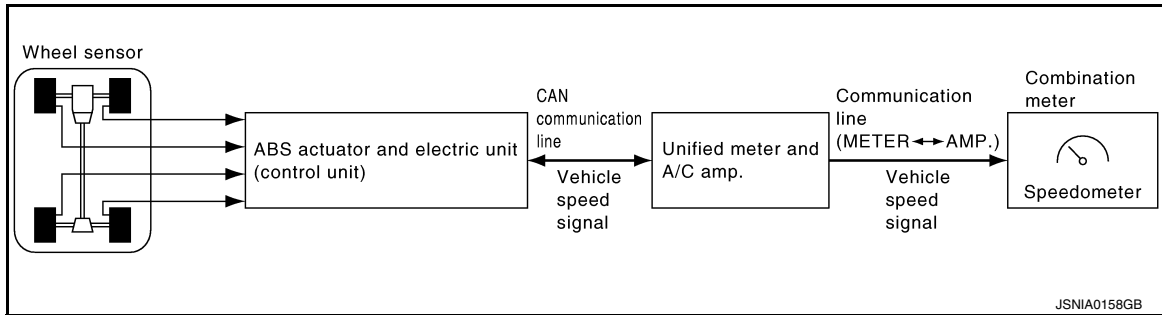 Wheel sensor
ABS actuator and electric unit
(control unit)
CAN
communication
line
Vehicle
speed
signal
Unified meter and
A/C amp.
Communication
line
(METER↔AMP.)
Vehicle
speed
signal
Combination
meter
Speedometer
JSNIA0158GB